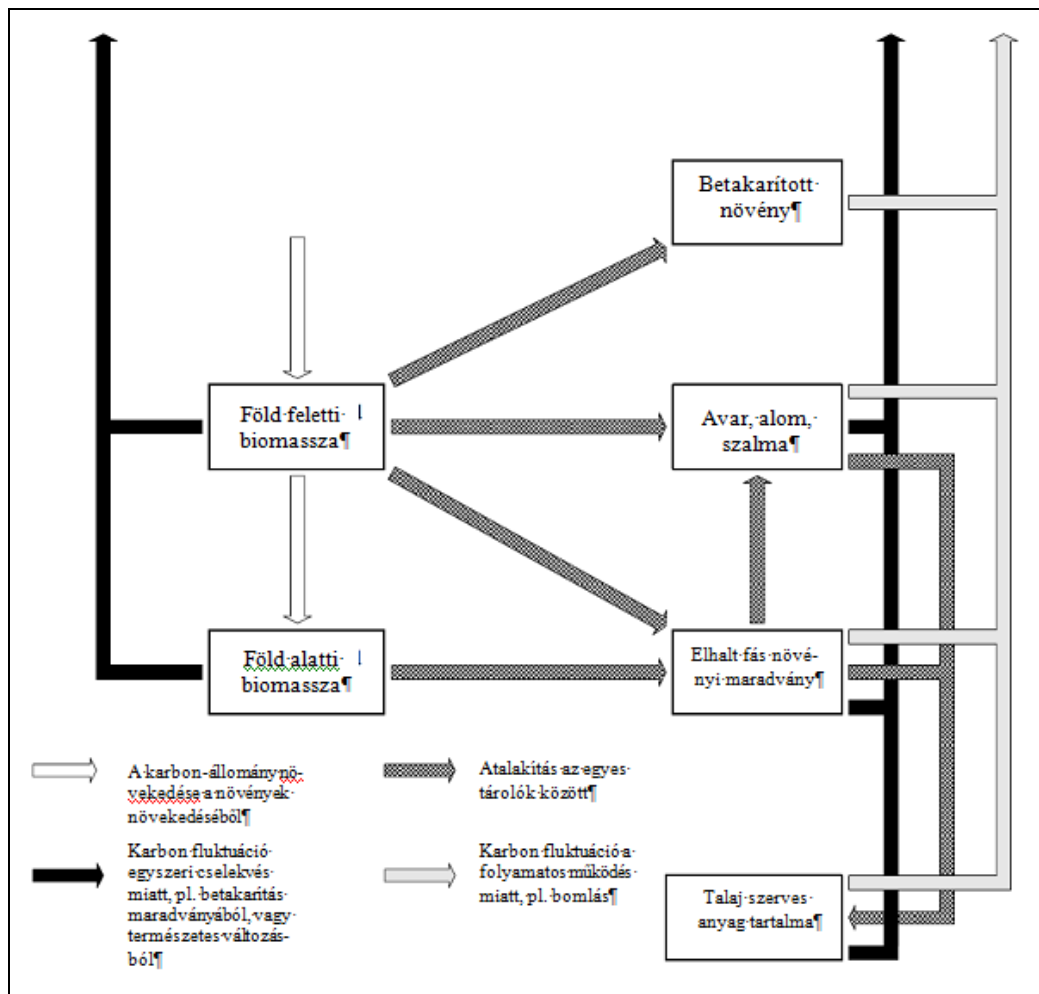 Betakarított·
növény¶
Föld·feletti·↓
biomassza¶
Avar,·alom,·
szalma¶
Föld·alatti·↓
biomassza¶
Elhalt·fás·növé-
nyi·maradvány¶
A·karbon-állomány·nö-
vekedése·a·növények·
növekedéséből¶
Atalakítás·az·egyes·
tárolók·között¶
Karbon·fluktuáció·
egyszeri·cselekvés·
miatt,·pl.·betakarítás·
maradványából,·vagy·
természetes·változás-
ból¶
Karbon·fluktuáció·a·
folyamatos·működés·
miatt,·pl.·bomlás¶
Talaj·szerves·
anyag·tartalma¶